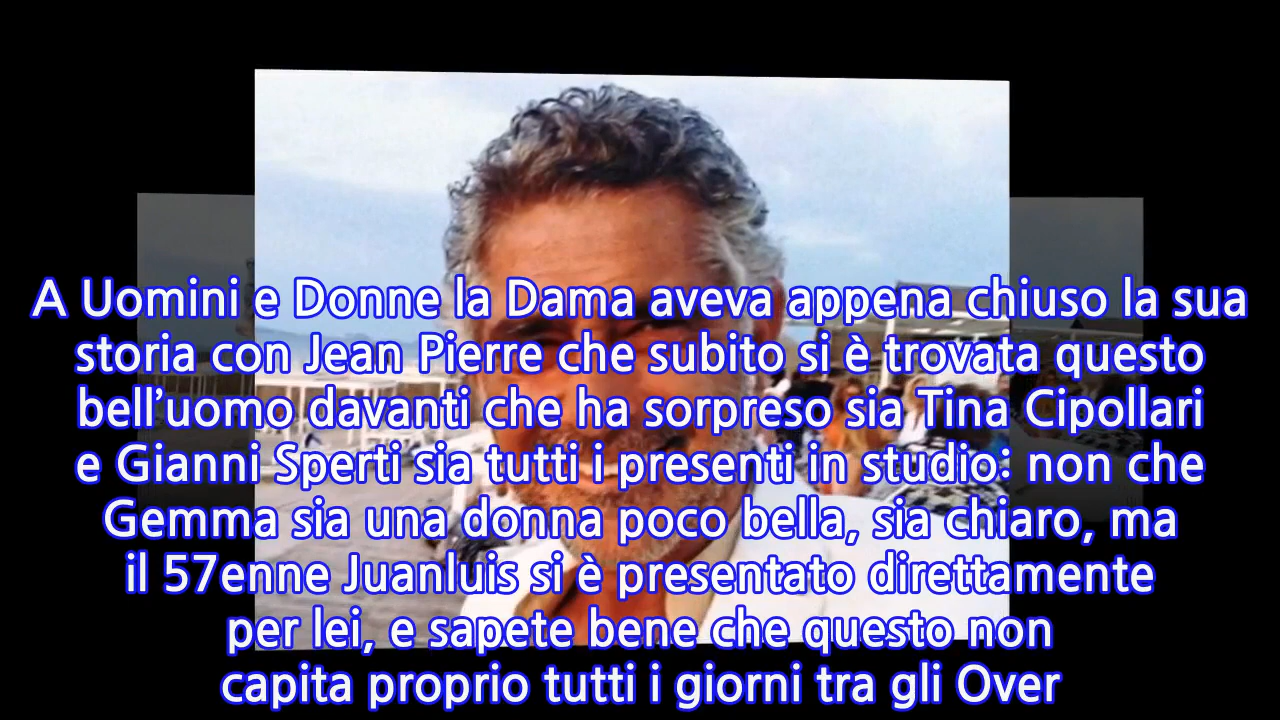 A Uomini e Donne la Dama aveva appena chiuso la sua
storia con Jean Pierre che subito si è trovata questo
bell’uomo davanti che ha sorpreso sia Tina Cipollari
e Gianni Sperti sia tutti i presenti in studio: non che
Gemma sia una donna poco bella, sia chiaro, ma
il 57enne Juanluis si è presentato direttamente
per lei, e sapete bene che questo non
capita proprio tutti i giorni tra gli Over